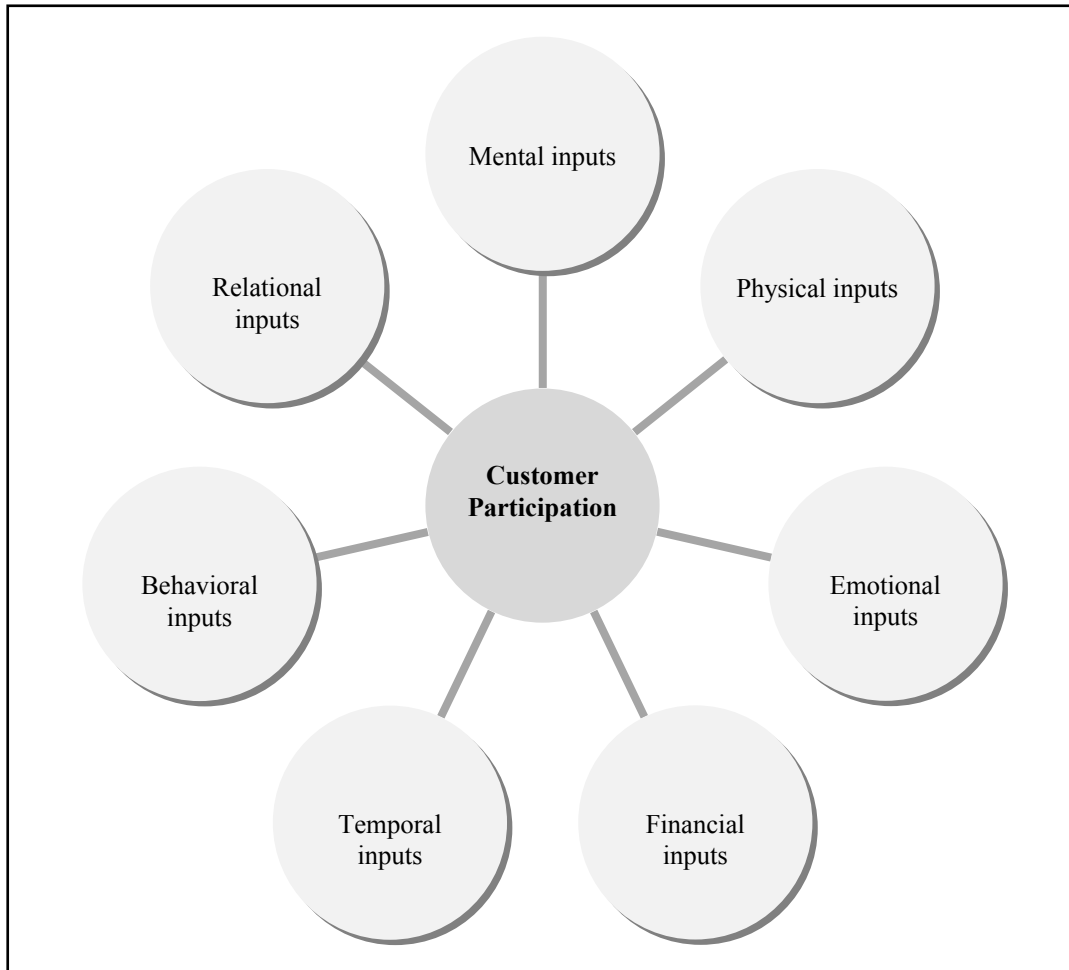 Mental inputs
Physical inputs
Relational
inputs
Customer
Participation
Behavioral
inputs
Emotional
inputs
Temporal
inputs
Financial
inputs